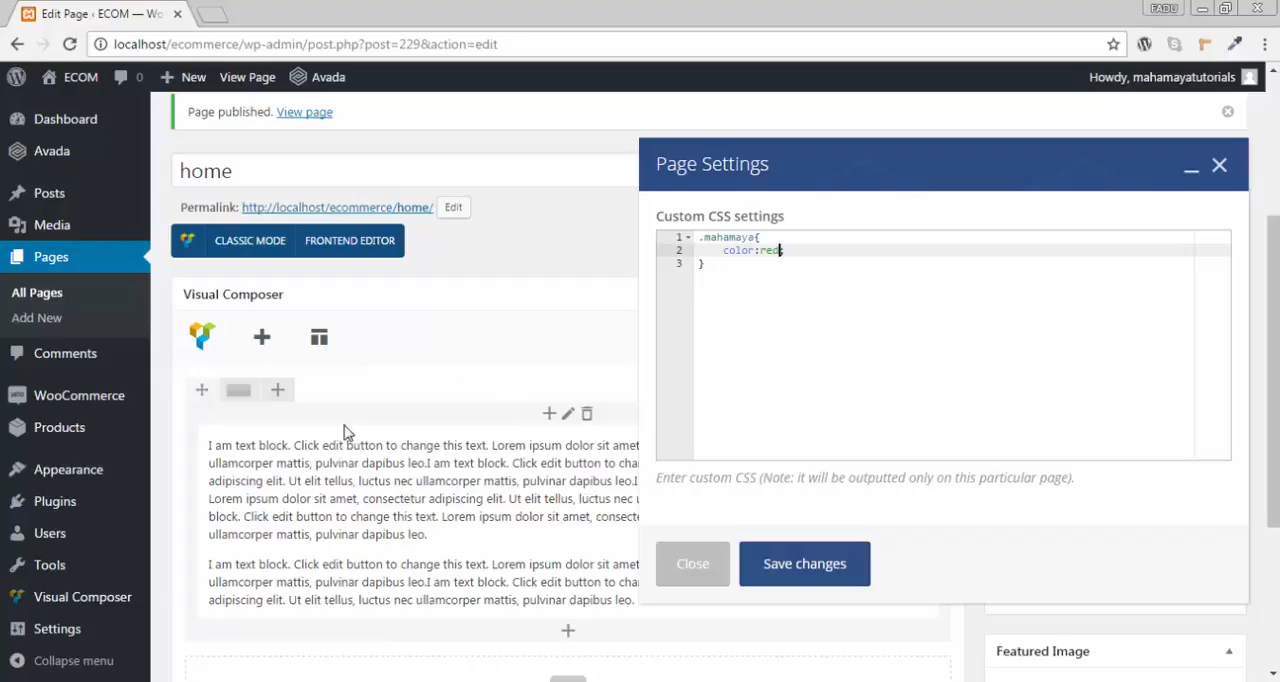 Edit Page ‹ ECOM — Wo
FADU
localhost/ecommerce/wp-admin/post.php?post=229&action=edit
ECOM 0 New View Page Avada
Howdy, mahamayatutorials
Dashboard
Avada
Posts
Media
Pages
All Pages
Add New
Comments
WooCommerce
Products
Appearance
Plugins
Users
Tools
Visual Composer
Settings
Collapse menu
Page published. View page
home
Permalink: http://localhost/ecommerce/home/ Edit
CLASSIC MODE FRONTEND EDITOR
Visual Composer
I am text block. Click edit button to change this text. Lorem ipsum dolor sit amet
ullamcorper mattis, pulvinar dapibus leo.I am text block. Click edit button to cha
adipiscing elit. Ut elit tellus, luctus nec ullamcorper mattis, pulvinar dapibus leo.I
Lorem ipsum dolor sit amet, consectetur adipiscing elit. Ut elit tellus, luctus nec u
block. Click edit button to change this text. Lorem ipsum dolor sit amet, consecte
ullamcorper mattis, pulvinar dapibus leo.
I am text block. Click edit button to change this text. Lorem ipsum dolor sit amet
ullamcorper mattis, pulvinar dapibus leo.I am text block. Click edit button to cha
adipiscing elit. Ut elit tellus, luctus nec ullamcorper mattis, pulvinar dapibus leo.
Page Settings
Custom CSS settings
1 .mahamaya{
2 color:red;
3 }
Enter custom CSS (Note: it will be outputted only on this particular page).
Close Save changes
Featured Image